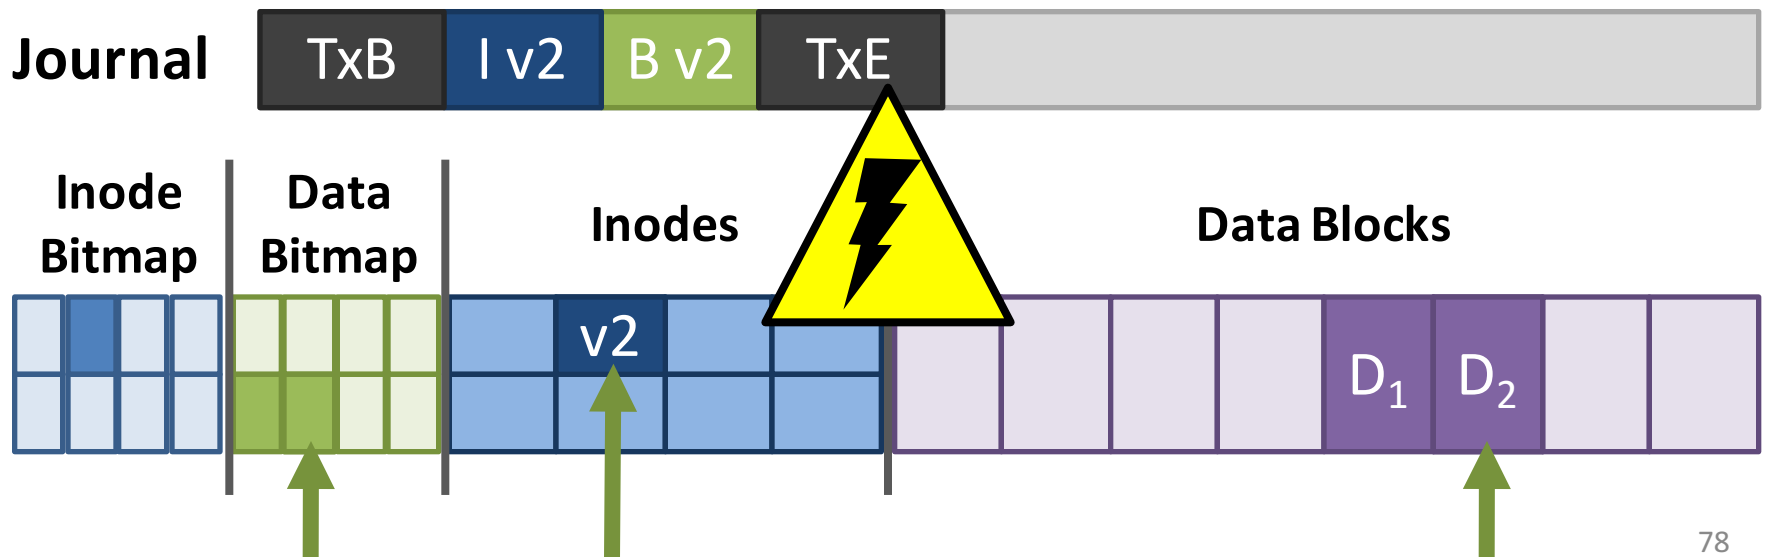 Journal TxB I v2 B v2 TxE
Inode
Bitmap
Data
Bitmap
Inodes
Data Blocks
v2
D₁ D₂
78